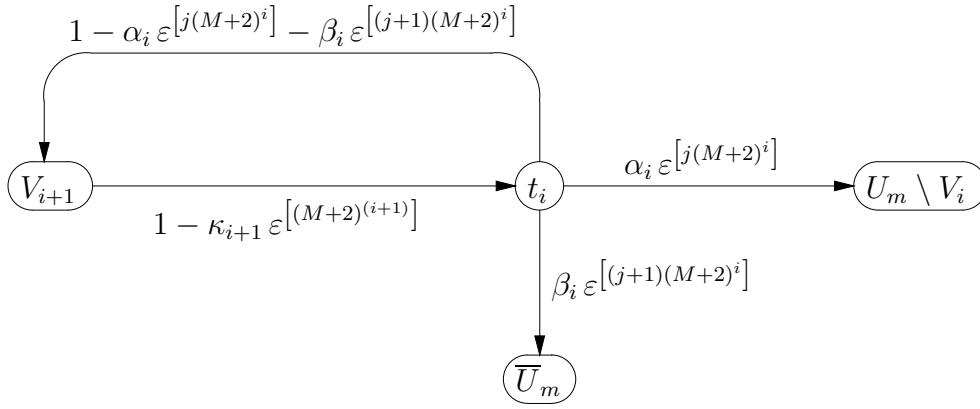 1 − α_i ε^[j(M+2)^i] − β_i ε^[(j+1)(M+2)^i]
α_i ε^[j(M+2)^i]
V_{i+1}
t_i
U_m \ V_i
1 − κ_{i+1} ε^[(M+2)^(i+1)]
β_i ε^[(j+1)(M+2)^i]
U̅_m